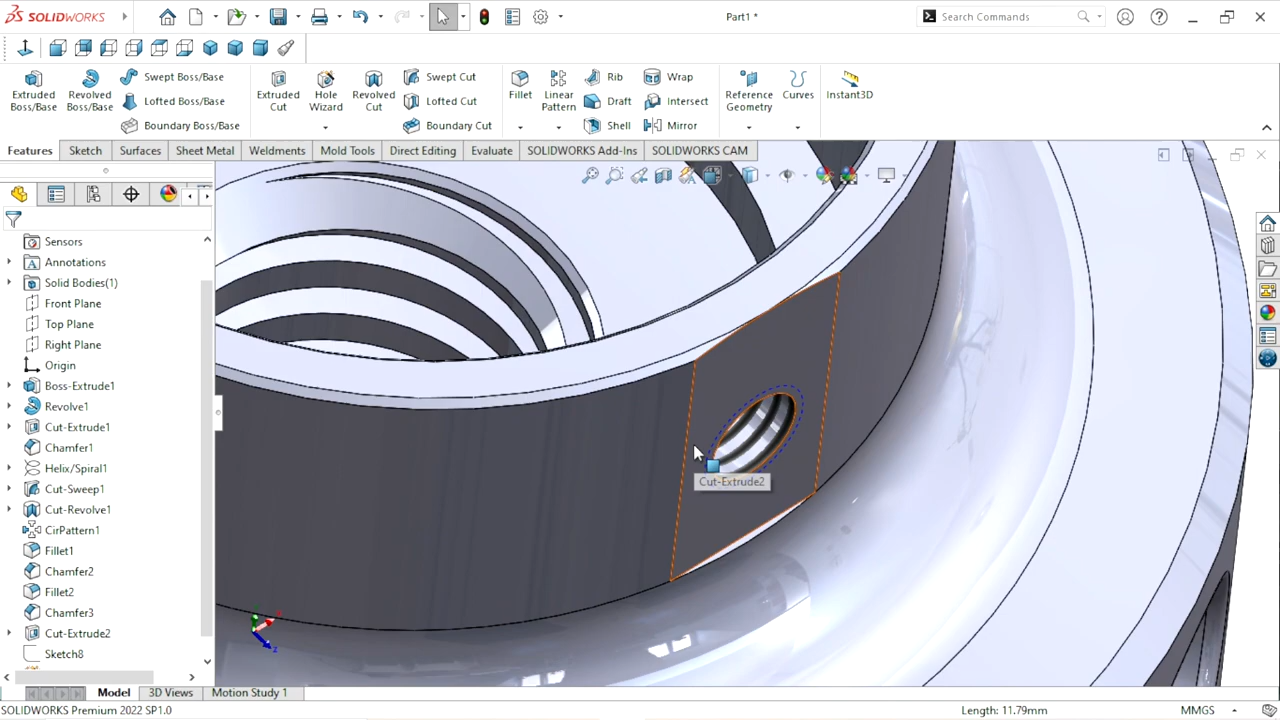 SOLIDWORKS
Part1 *
Search Commands
Extruded Boss/Base
Revolved Boss/Base
Swept Boss/Base
Lofted Boss/Base
Boundary Boss/Base
Extruded Cut
Hole Wizard
Revolved Cut
Swept Cut
Lofted Cut
Boundary Cut
Fillet
Linear Pattern
Rib
Draft
Shell
Wrap
Intersect
Mirror
Reference Geometry
Curves
Instant3D
Features Sketch Surfaces Sheet Metal Weldments Mold Tools Direct Editing Evaluate SOLIDWORKS Add-Ins SOLIDWORKS CAM
Sensors
Annotations
Solid Bodies(1)
Front Plane
Top Plane
Right Plane
Origin
Boss-Extrude1
Revolve1
Cut-Extrude1
Chamfer1
Helix/Spiral1
Cut-Sweep1
Cut-Revolve1
CirPattern1
Fillet1
Chamfer2
Fillet2
Chamfer3
Cut-Extrude2
Sketch8
Cut-Extrude2
Model 3D Views Motion Study 1
SOLIDWORKS Premium 2022 SP1.0
Length: 11.79mm
MMGS